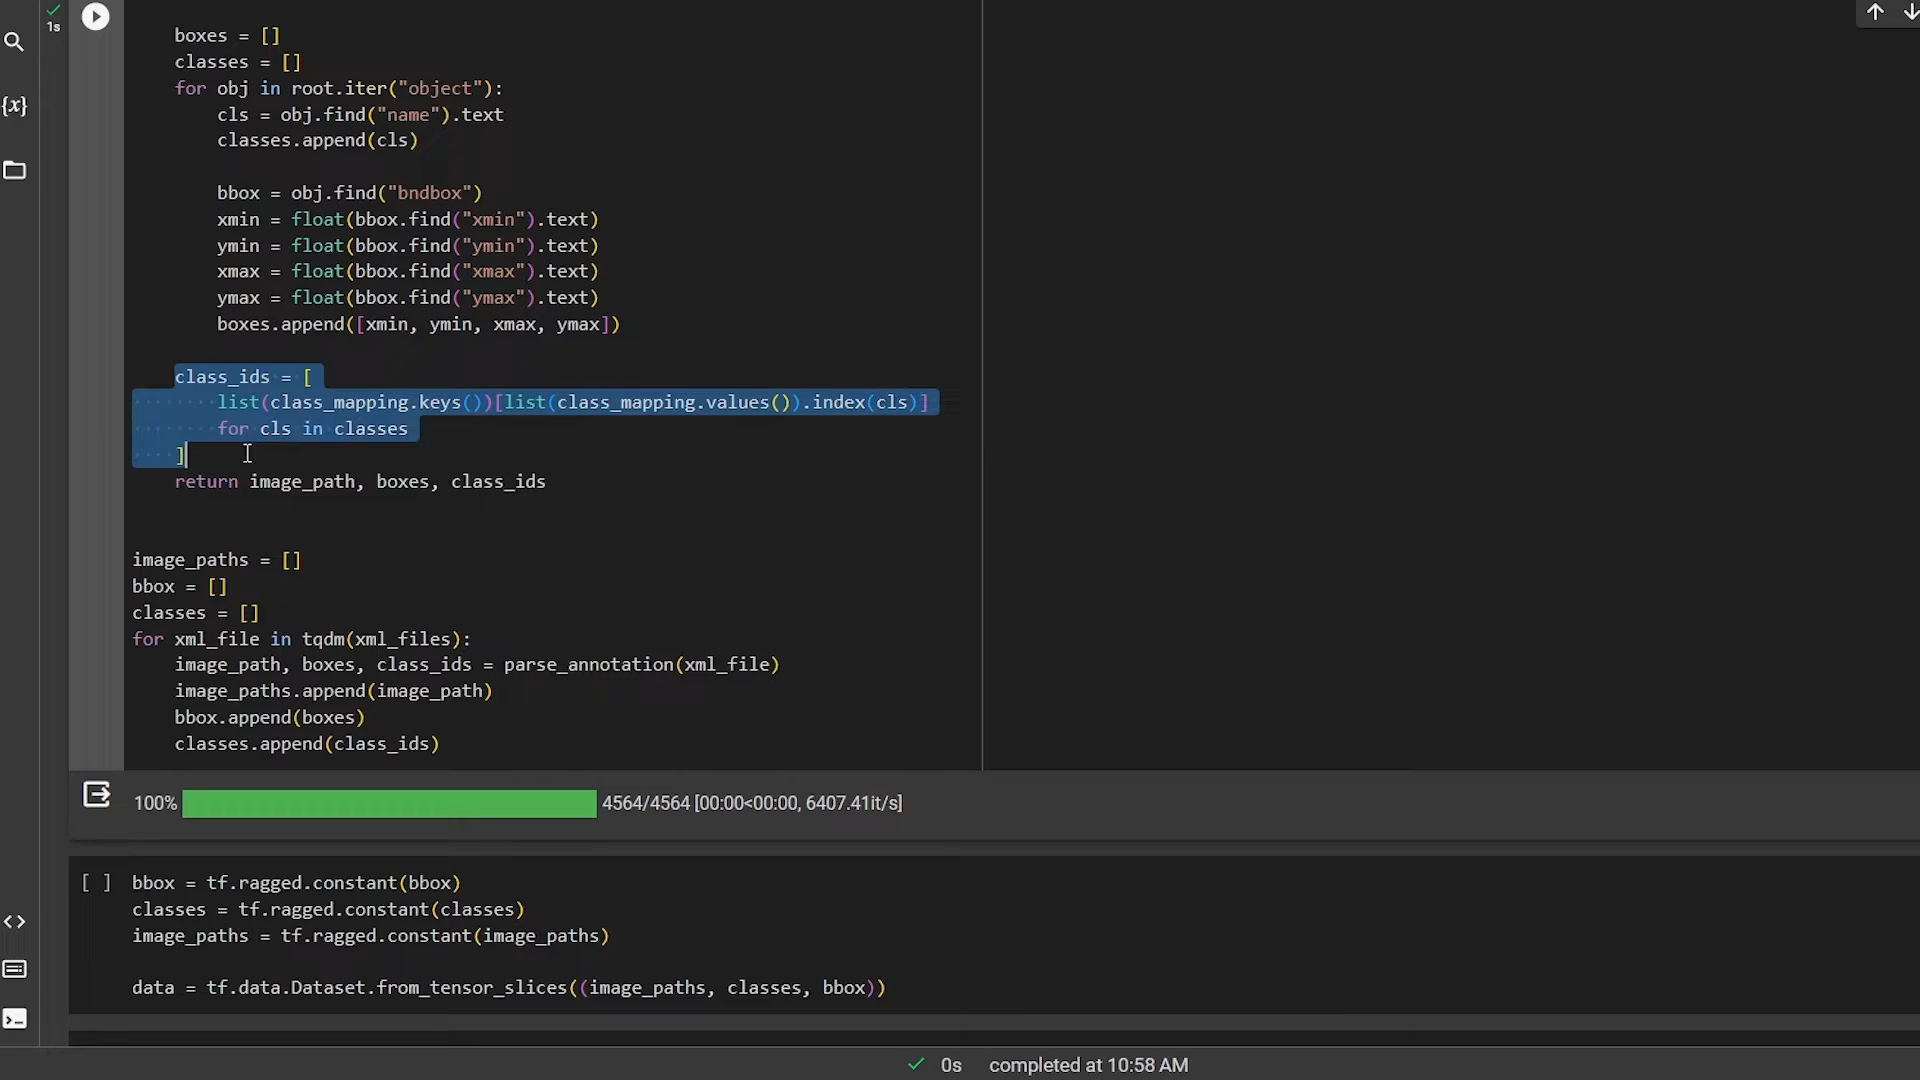 1s
boxes = []
classes = []
for obj in root.iter("object"):
cls = obj.find("name").text
classes.append(cls)
{x}
bbox = obj.find("bndbox")
xmin = float(bbox.find("xmin").text)
ymin = float(bbox.find("ymin").text)
xmax = float(bbox.find("xmax").text)
ymax = float(bbox.find("ymax").text)
boxes.append([xmin, ymin, xmax, ymax])
class_ids = [
list(class_mapping.keys())[list(class_mapping.values()).index(cls)]
for cls in classes
]
return image_path, boxes, class_ids
image_paths = []
bbox = []
classes = []
for xml_file in tqdm(xml_files):
image_path, boxes, class_ids = parse_annotation(xml_file)
image_paths.append(image_path)
bbox.append(boxes)
classes.append(class_ids)
100% 4564/4564 [00:00<00:00, 6407.41it/s]
[ ] bbox = tf.ragged.constant(bbox)
classes = tf.ragged.constant(classes)
image_paths = tf.ragged.constant(image_paths)
data = tf.data.Dataset.from_tensor_slices((image_paths, classes, bbox))
0s completed at 10:58 AM